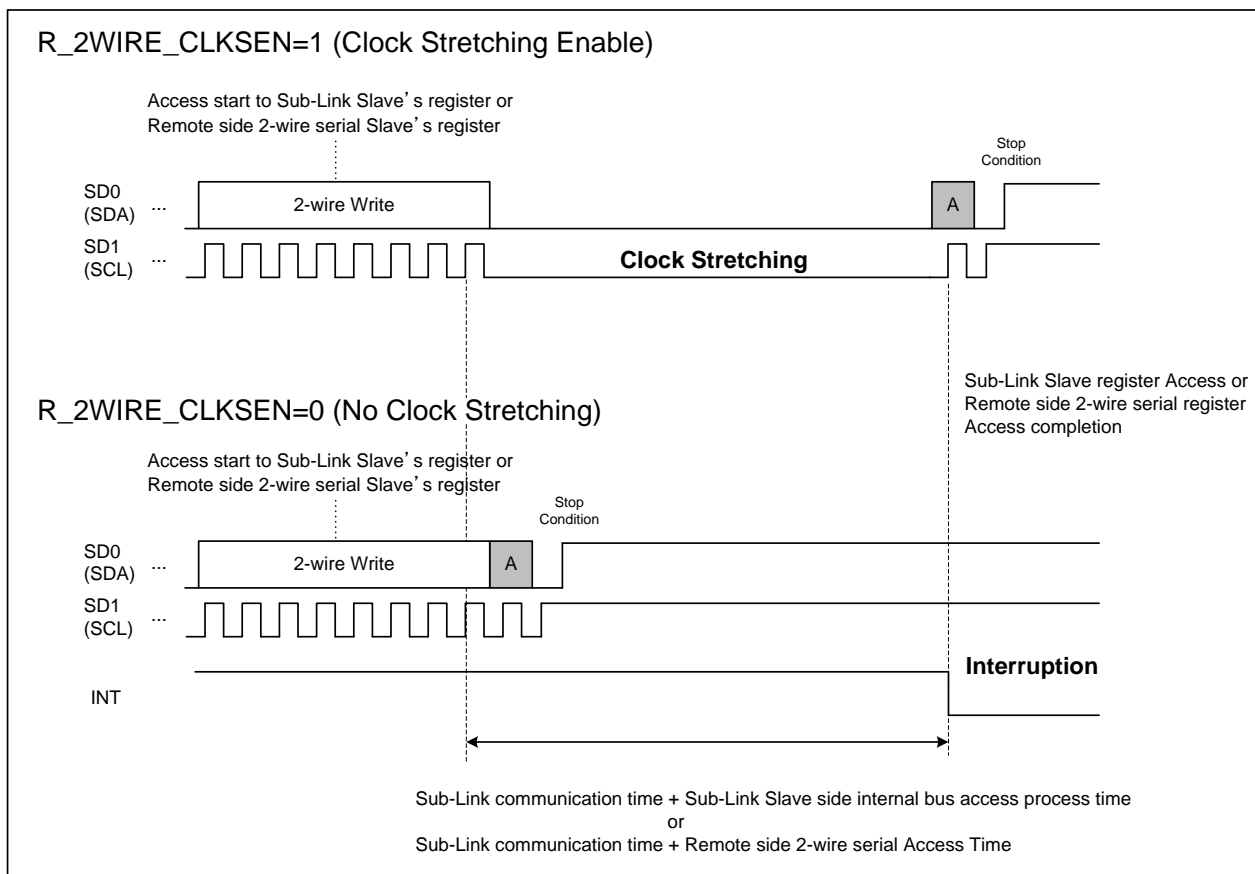 R_2WIRE_CLKSEN=1 (Clock Stretching Enable)
Access start to Sub-Link Slave’s register or
Remote side 2-wire serial Slave’s register
Stop
Condition
SD0
(SDA)
...
2-wire Write
A
SD1
(SCL)
...
Clock Stretching
Sub-Link Slave register Access or
Remote side 2-wire serial register
Access completion
R_2WIRE_CLKSEN=0 (No Clock Stretching)
Access start to Sub-Link Slave’s register or
Remote side 2-wire serial Slave’s register
Stop
Condition
SD0
(SDA)
...
2-wire Write
A
SD1
(SCL)
...
Interruption
INT
Sub-Link communication time + Sub-Link Slave side internal bus access process time
or
Sub-Link communication time + Remote side 2-wire serial Access Time